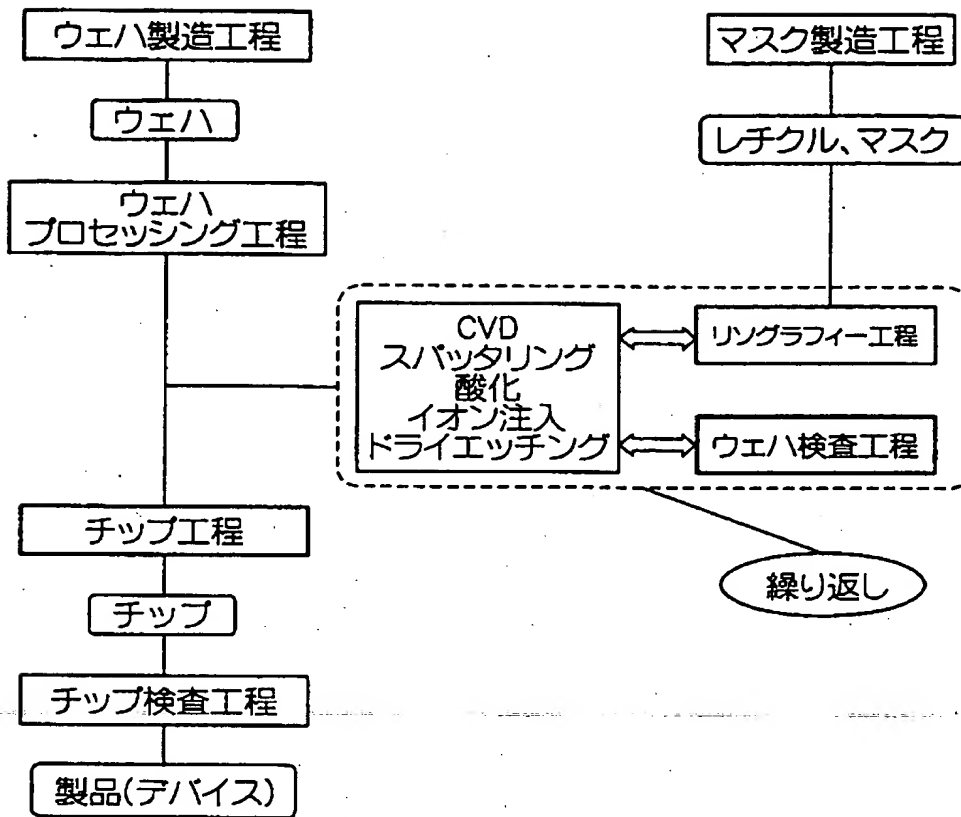 ウェハ製造工程
ウェハ
ウェハ
プロセッシング工程
チップ工程
チップ
チップ検査工程
製品(デバイス)
マスク製造工程
レチクル、マスク
CVD
スパッタリング
酸化
イオン注入
ドライエッチング
リングラフィー工程
ウェハ検査工程
繰り返し